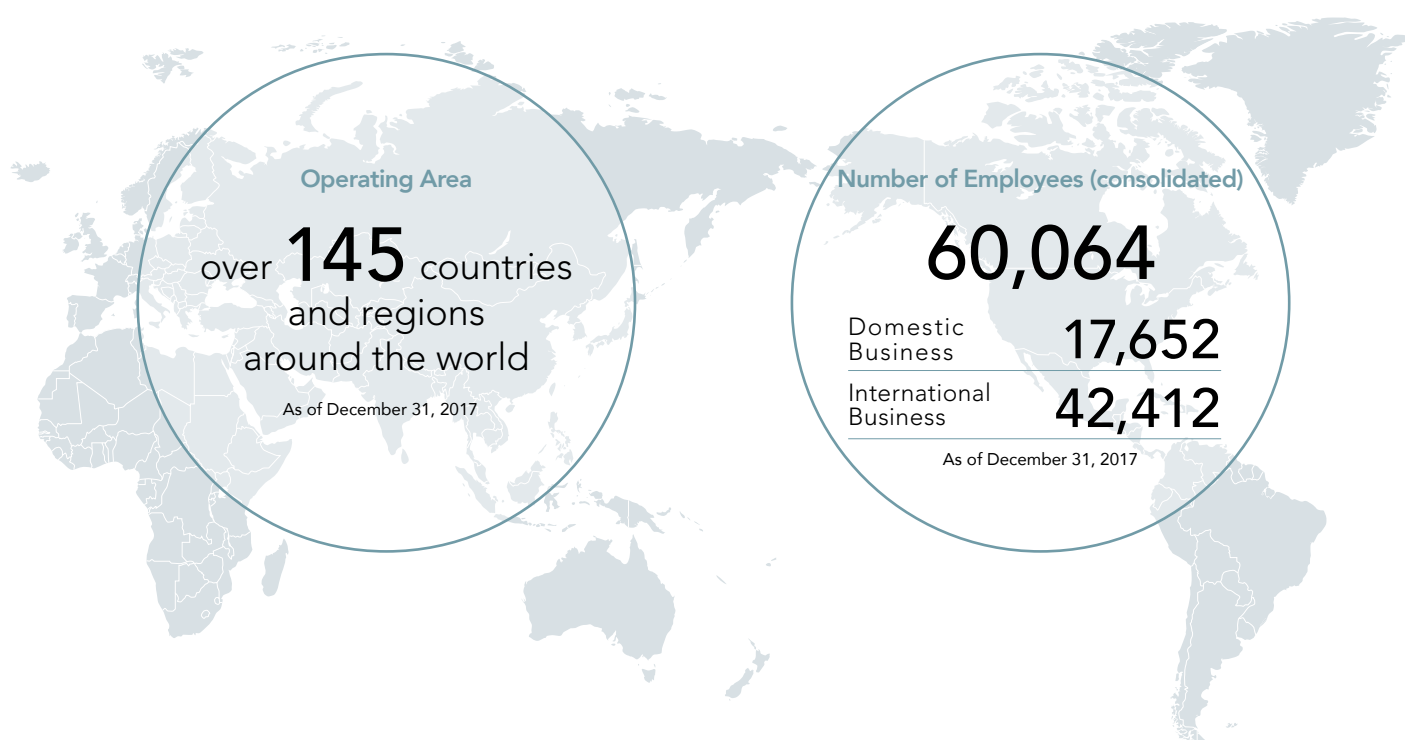 Operating Area
over 145 countries
and regions
around the world
As of December 31, 2017
Number of Employees (consolidated)
60,064
Domestic
Business
17,652
International
Business
42,412
As of December 31, 2017